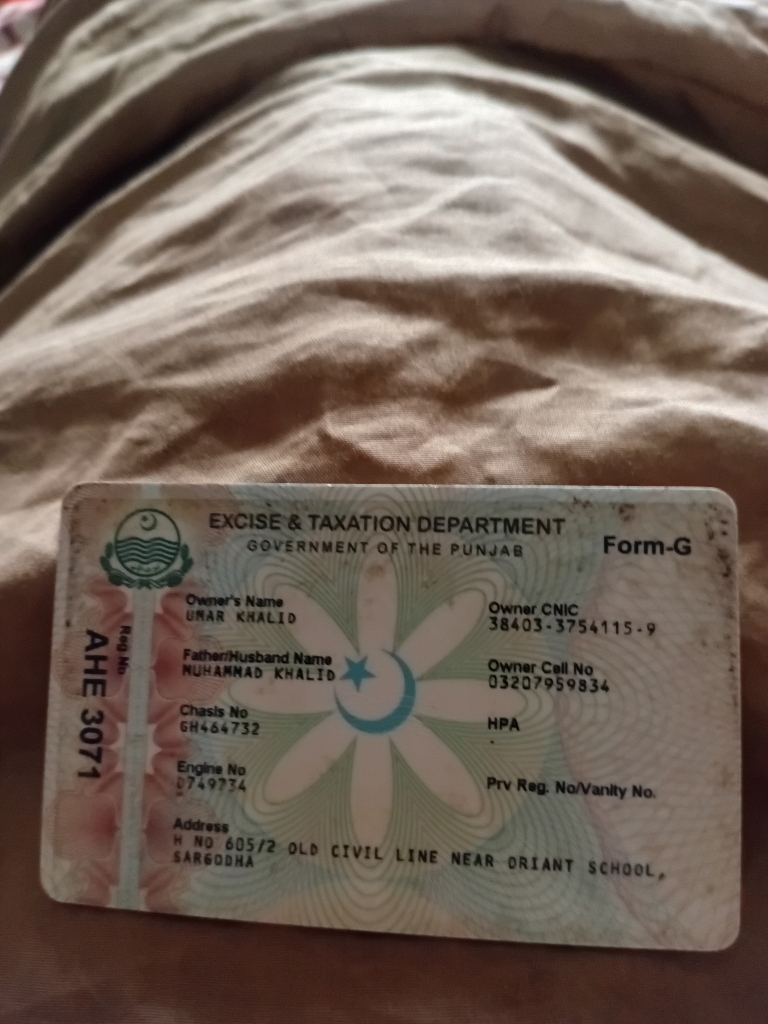 EXCISE & TAXATION DEPARTMENT
GOVERNMENT OF THE PUNJAB
Form-G
Reg No
AHE 3071
Owner's Name
UMAR KHALID
Father/Husband Name
MUHAMMAD KHALID
Chasis No
GH464732
Engine No
D749734
Address
H NO 605/2 OLD CIVIL LINE NEAR ORIANT SCHOOL,
SARGODHA
Owner CNIC
38403-3754115-9
Owner Cell No
03207959834
HPA
.
Prv Reg. No/Vanity No.